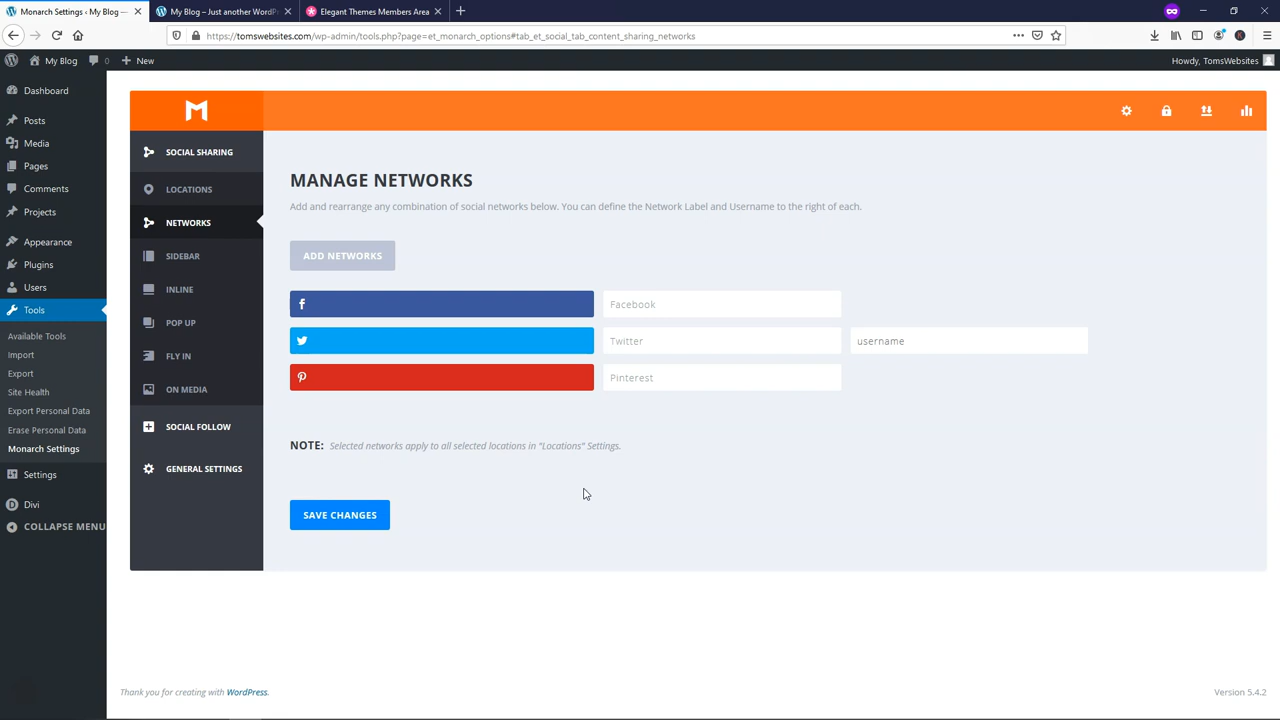 Monarch Settings ‹ My Blog —
My Blog – Just another WordPr
Elegant Themes Members Area
https://tomswebsites.com/wp-admin/tools.php?page=et_monarch_options#tab_et_social_tab_content_sharing_networks
My Blog
0
New
Howdy, TomsWebsites
Dashboard
Posts
Media
Pages
Comments
Projects
Appearance
Plugins
Users
Tools
Available Tools
Import
Export
Site Health
Export Personal Data
Erase Personal Data
Monarch Settings
Settings
Divi
COLLAPSE MENU
SOCIAL SHARING
LOCATIONS
NETWORKS
SIDEBAR
INLINE
POP UP
FLY IN
ON MEDIA
SOCIAL FOLLOW
GENERAL SETTINGS
MANAGE NETWORKS
Add and rearrange any combination of social networks below. You can define the Network Label and Username to the right of each.
ADD NETWORKS
Facebook
Twitter
username
Pinterest
NOTE: Selected networks apply to all selected locations in "Locations" Settings.
SAVE CHANGES
Thank you for creating with WordPress.
Version 5.4.2